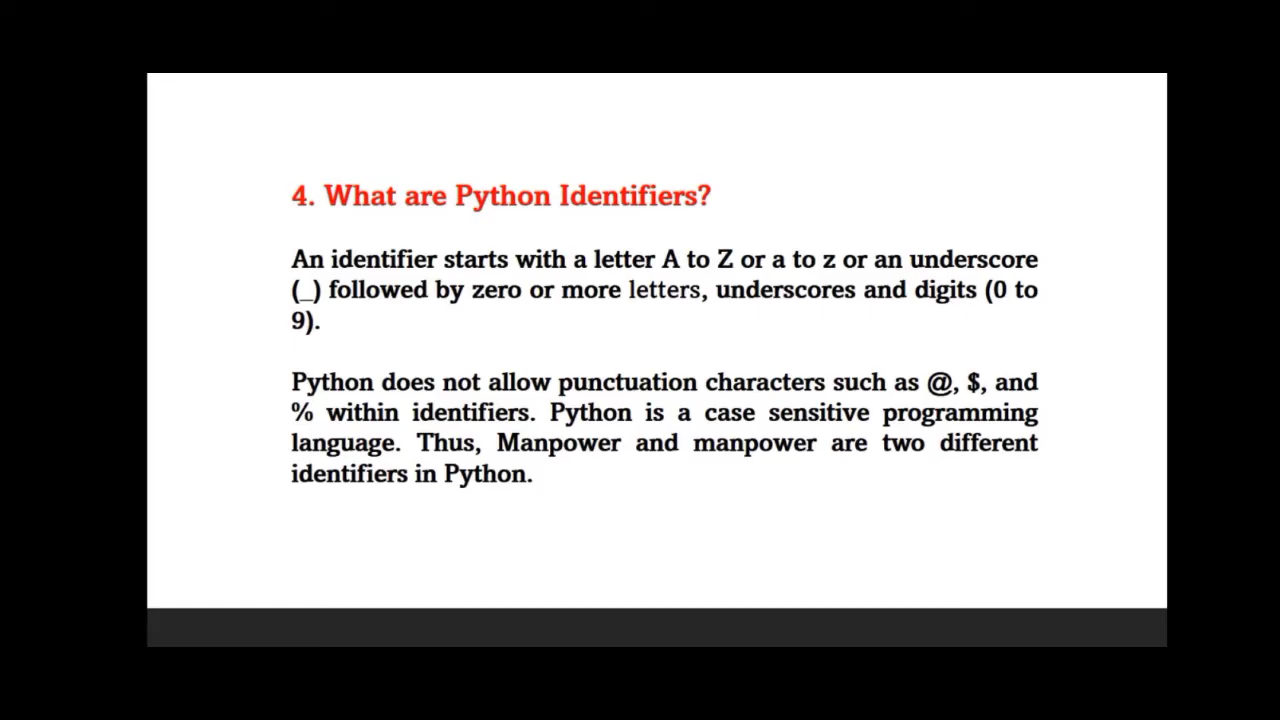 4. What are Python Identifiers?
An identifier starts with a letter A to Z or a to z or an underscore
(_) followed by zero or more letters, underscores and digits (0 to
9).
Python does not allow punctuation characters such as @, $, and
% within identifiers. Python is a case sensitive programming
language. Thus, Manpower and manpower are two different
identifiers in Python.